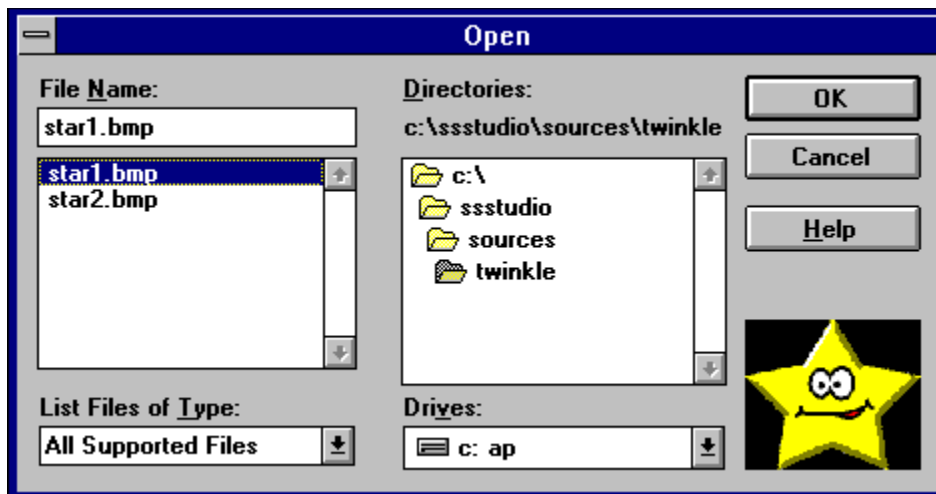 Open
File Name:
star1.bmp
star1.bmp
star2.bmp
List Files of Type:
All Supported Files
Directories:
c:\ssstudio\sources\twinkle
c:\
ssstudio
sources
twinkle
Drives:
c: ap
OK
Cancel
Help